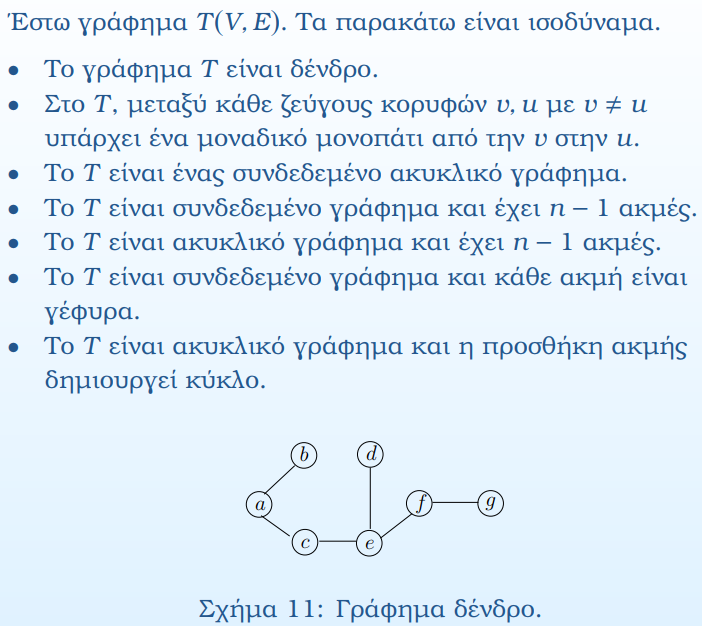 Έστω γράφημα T(V, E). Τα παρακάτω είναι ισοδύναμα.
• Το γράφημα T είναι δένδρο.
• Στο T, μεταξύ κάθε ζεύγους κορυφών υ, u με υ ≠ u
υπάρχει ένα μοναδικό μονοπάτι από την υ στην u.
• Το T είναι ένας συνδεδεμένο ακυκλικό γράφημα.
• Το T είναι συνδεδεμένο γράφημα και έχει n − 1 ακμές.
• Το T είναι ακυκλικό γράφημα και έχει n − 1 ακμές.
• Το T είναι συνδεδεμένο γράφημα και κάθε ακμή είναι
γέφυρα.
• Το T είναι ακυκλικό γράφημα και η προσθήκη ακμής
δημιουργεί κύκλο.
b d
a f g
c e
Σχήμα 11: Γράφημα δένδρο.